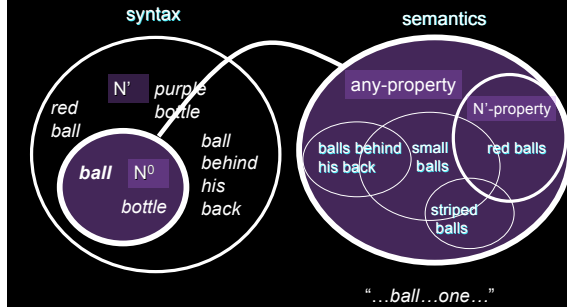 syntax
semantics
N'
purple
bottle
red
ball
ball
behind
his
back
ball
N⁰
bottle
any-property
N'-property
balls behind
his back
small
balls
red balls
striped
balls
“…ball…one…”